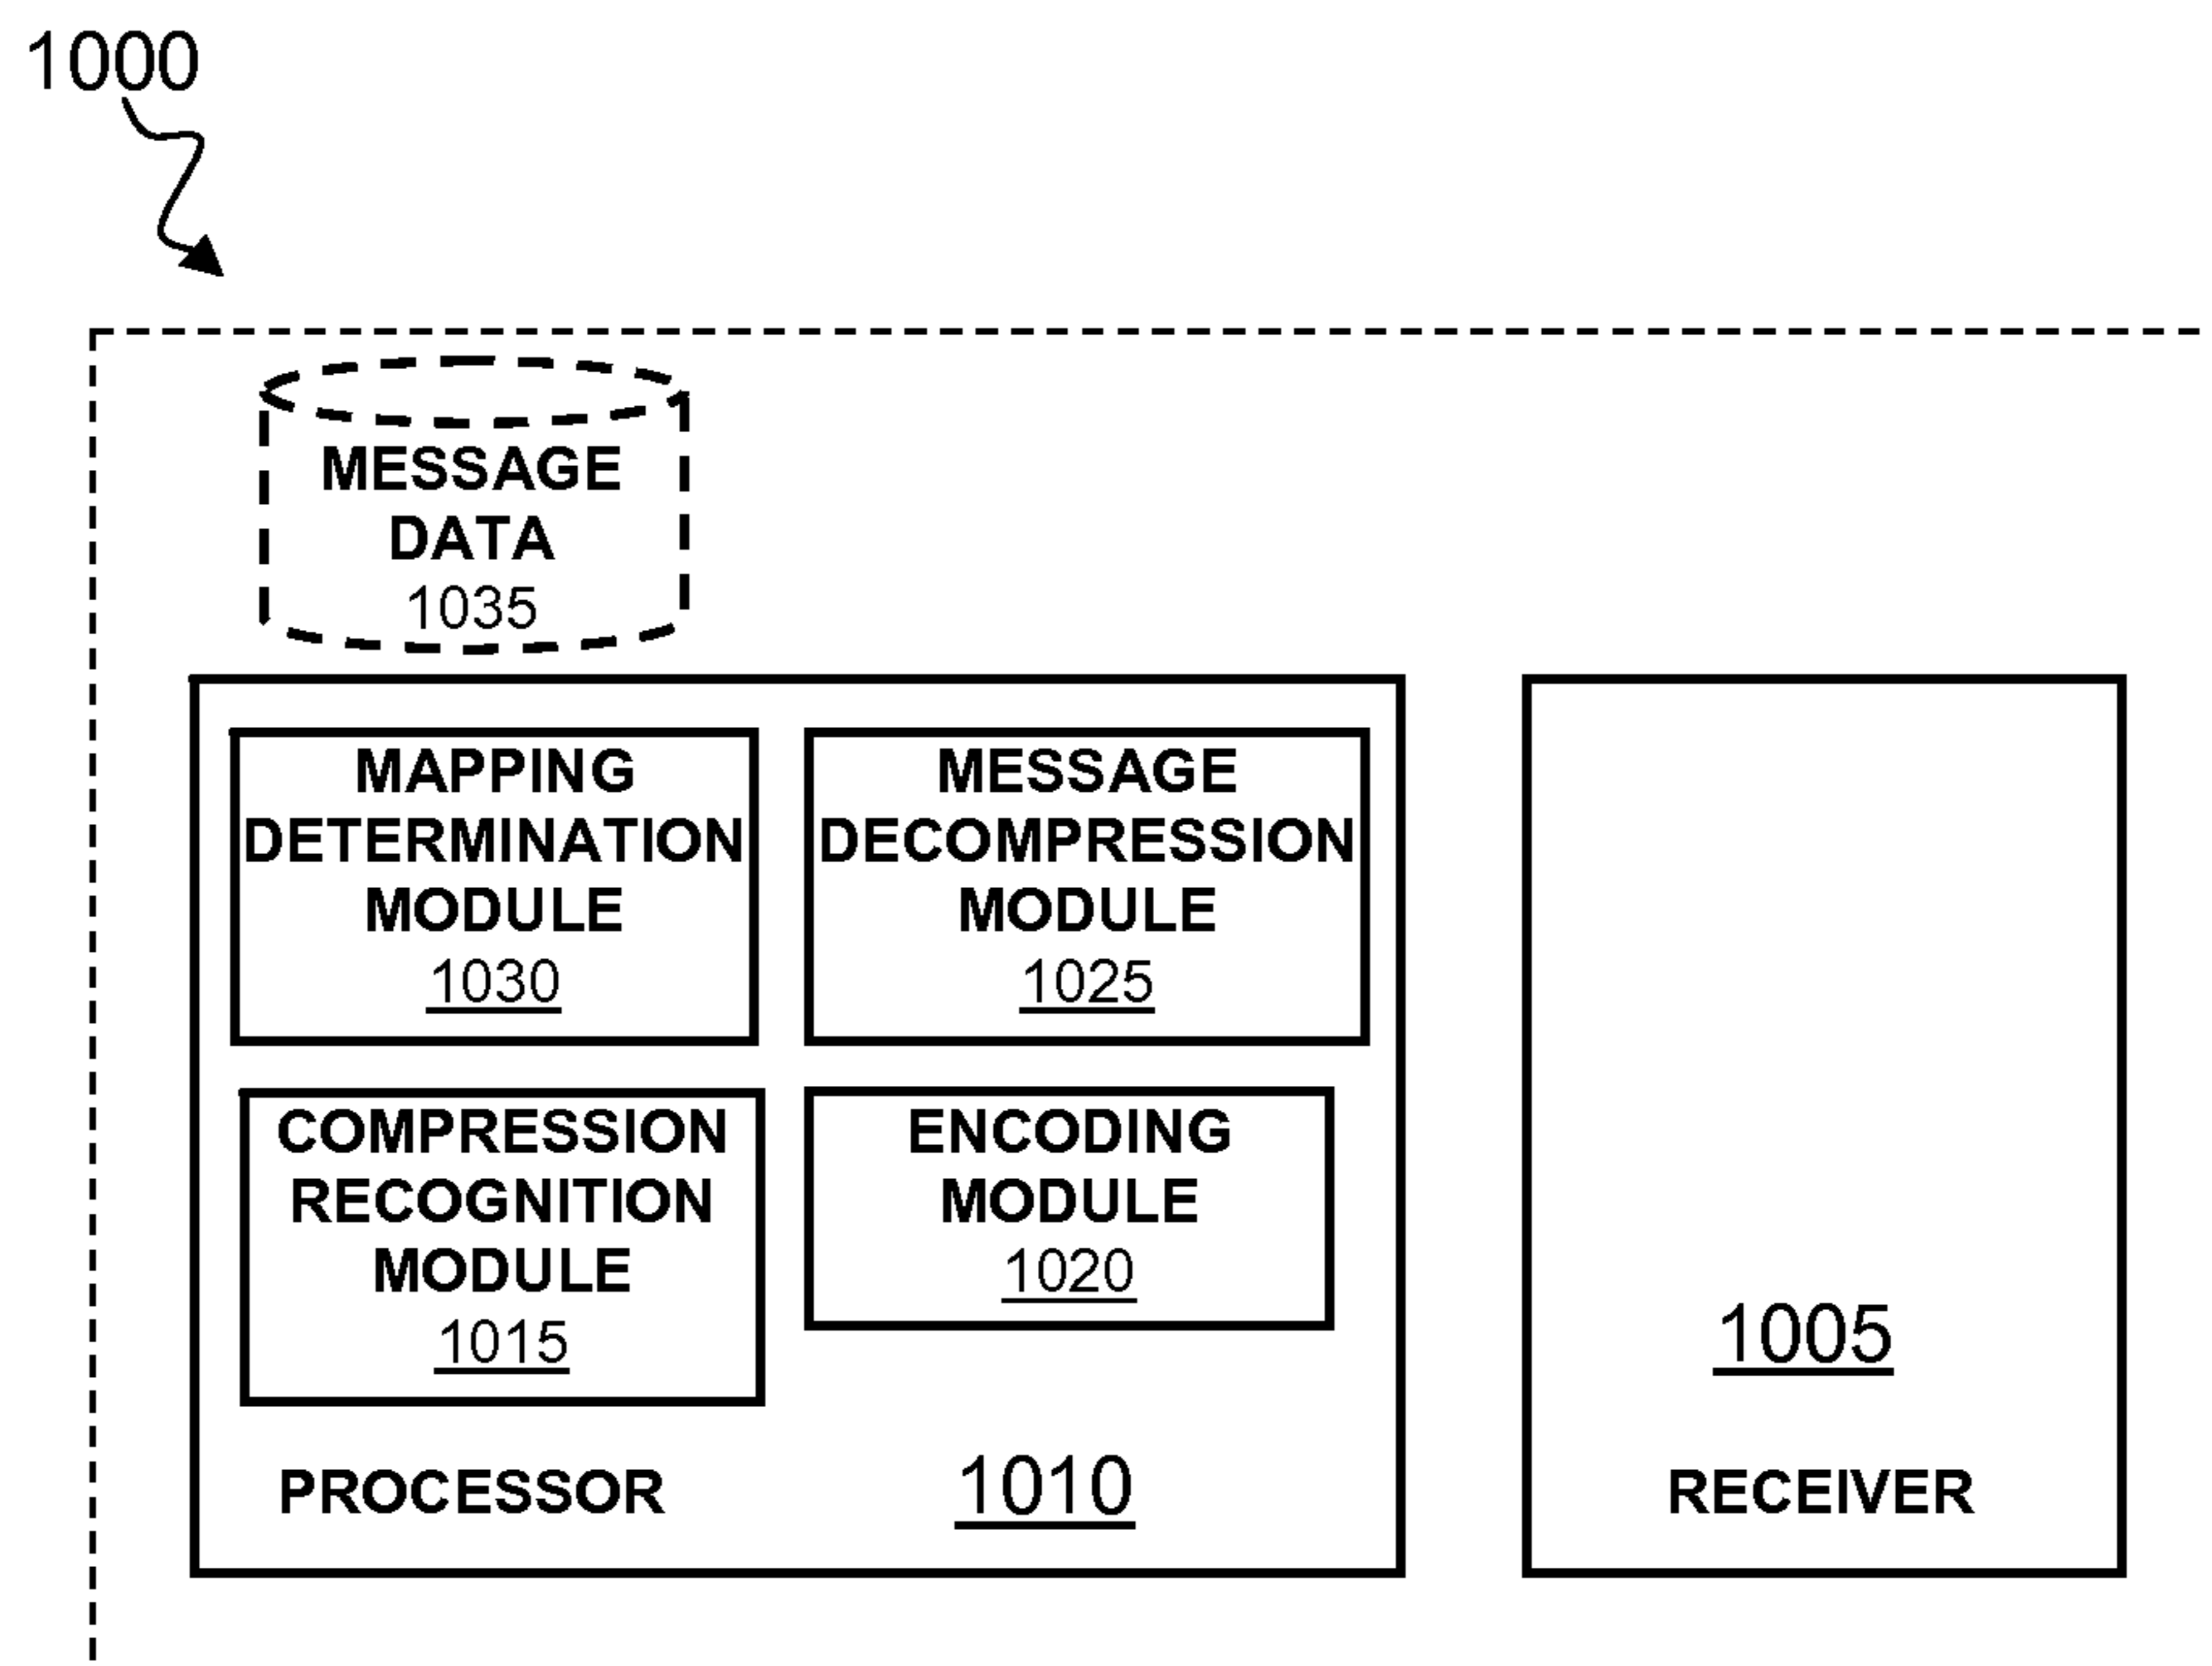 1000
MESSAGE
DATA
1035
MAPPING
DETERMINATION
MODULE
1030
MESSAGE
DECOMPRESSION
MODULE
1025
COMPRESSION
RECOGNITION
MODULE
1015
ENCODING
MODULE
1020
PROCESSOR
1010
1005
RECEIVER